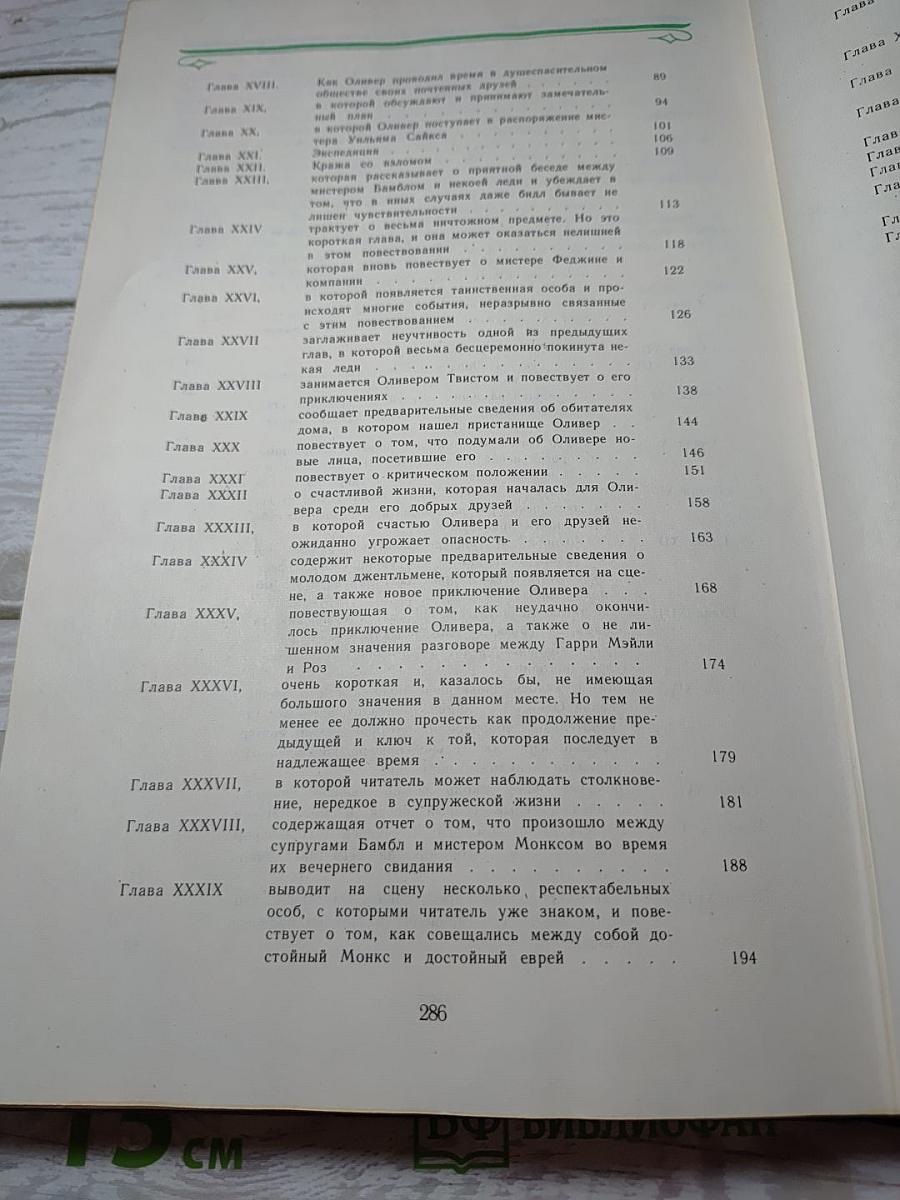 Глава XVIII. Как Оливер проводил время в душеспасительном
обществе своих почтенных друзей . . . . . . 89
Глава XIX, в которой обсуждают и принимают замечатель-
ный план . . . . . . . . . . . 94
Глава XX, в которой Оливер поступает в распоряжение мис-
тера Уильяма Сайкса . . . . . . . . 101
Глава XXI. Экспедиция . . . . . . . . . . . 106
Глава XXII. Кража со взломом . . . . . . . . . 109
Глава XXIII, которая рассказывает о приятной беседе между
мистером Бамблом и некоей леди и убеждает в
том, что в иных случаях даже бидл бывает не
лишен чувствительности . . . . . . . . . 113
Глава XXIV трактует о весьма ничтожном предмете. Но это
короткая глава, и она может оказаться нелишней
в этом повествовании . . . . . . . . . 118
Глава XXV, которая вновь повествует о мистере Феджине и
компании . . . . . . . . . . . . . 122
Глава XXVI, в которой появляется таинственная особа и про-
исходят многие события, неразрывно связанные
с этим повествованием . . . . . . . . . 126
Глава XXVII заглаживает неучтивость одной из предыдущих
глав, в которой весьма бесцеремонно покинута не-
кая леди . . . . . . . . . . . . . 133
Глава XXVIII занимается Оливером Твистом и повествует о его
приключениях . . . . . . . . . . . . 138
Глава XXIX сообщает предварительные сведения об обитателях
дома, в котором нашел пристанище Оливер . . 144
Глава XXX повествует о том, что подумали об Оливере но-
вые лица, посетившие его . . . . . . . . 146
Глава XXXI повествует о критическом положении . . . . . 151
Глава XXXII о счастливой жизни, которая началась для Оли-
вера среди его добрых друзей . . . . . . . 158
Глава XXXIII, в которой счастью Оливера и его друзей не-
ожиданно угрожает опасность . . . . . . . 163
Глава XXXIV содержит некоторые предварительные сведения о
молодом джентльмене, который появляется на сце-
не, а также новое приключение Оливера . . . 168
Глава XXXV, повествующая о том, как неудачно окончи-
лось приключение Оливера, а также о не ли-
шенном значения разговоре между Гарри Мэйли
и Роз . . . . . . . . . . . . . . 174
Глава XXXVI, очень короткая и, казалось бы, не имеющая
большого значения в данном месте. Но тем не
менее ее должно прочесть как продолжение пре-
дыдущей и ключ к той, которая последует в
надлежащее время . . . . . . . . . . . 179
Глава XXXVII, в которой читатель может наблюдать столкнове-
ние, нередкое в супружеской жизни . . . . . 181
Глава XXXVIII, содержащая отчет о том, что произошло между
супругами Бамбл и мистером Монксом во время
их вечернего свидания . . . . . . . . . . 188
Глава XXXIX выводит на сцену несколько респектабельных
особ, с которыми читатель уже знаком, и пове-
ствует о том, как совещались между собой до-
стойный Монкс и достойный еврей . . . . . 194
286
Глава
Глава
Глава
Глава
15 см
БФ БИБЛИОФАН